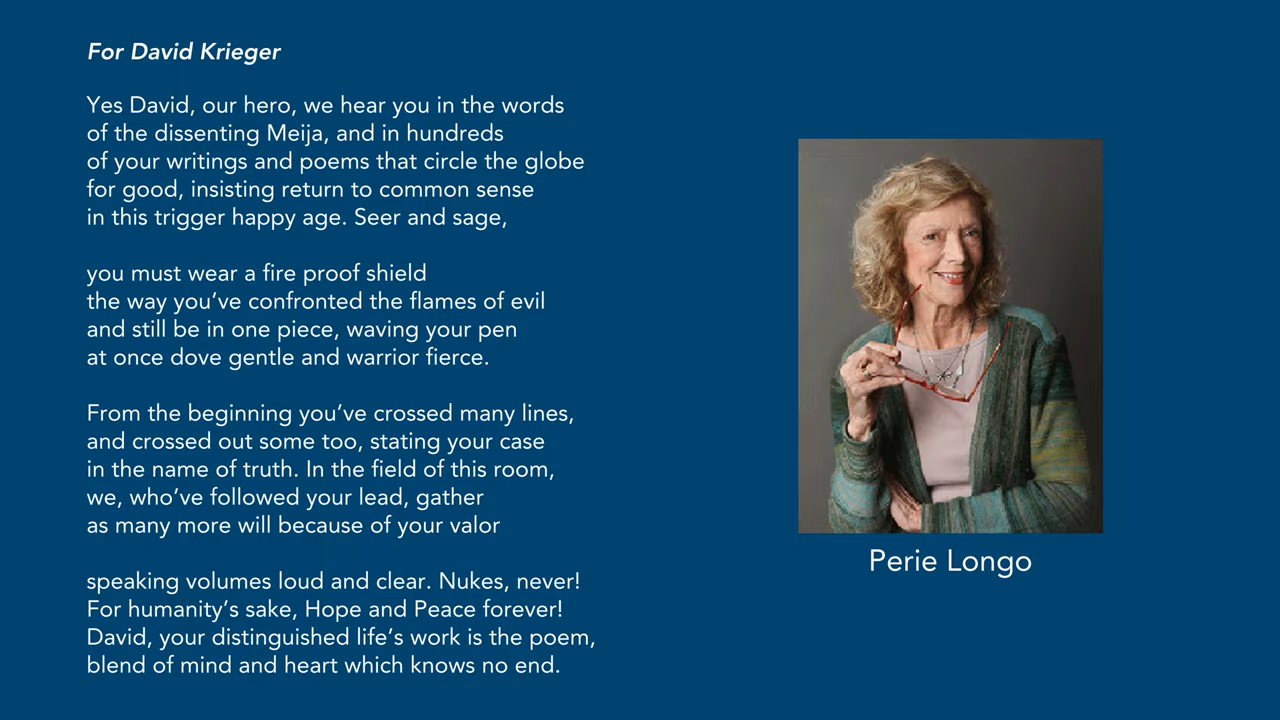 For David Krieger
Yes David, our hero, we hear you in the words
of the dissenting Meija, and in hundreds
of your writings and poems that circle the globe
for good, insisting return to common sense
in this trigger happy age. Seer and sage,
you must wear a fire proof shield
the way you’ve confronted the flames of evil
and still be in one piece, waving your pen
at once dove gentle and warrior fierce.
From the beginning you’ve crossed many lines,
and crossed out some too, stating your case
in the name of truth. In the field of this room,
we, who’ve followed your lead, gather
as many more will because of your valor
speaking volumes loud and clear. Nukes, never!
For humanity’s sake, Hope and Peace forever!
David, your distinguished life’s work is the poem,
blend of mind and heart which knows no end.
Perie Longo